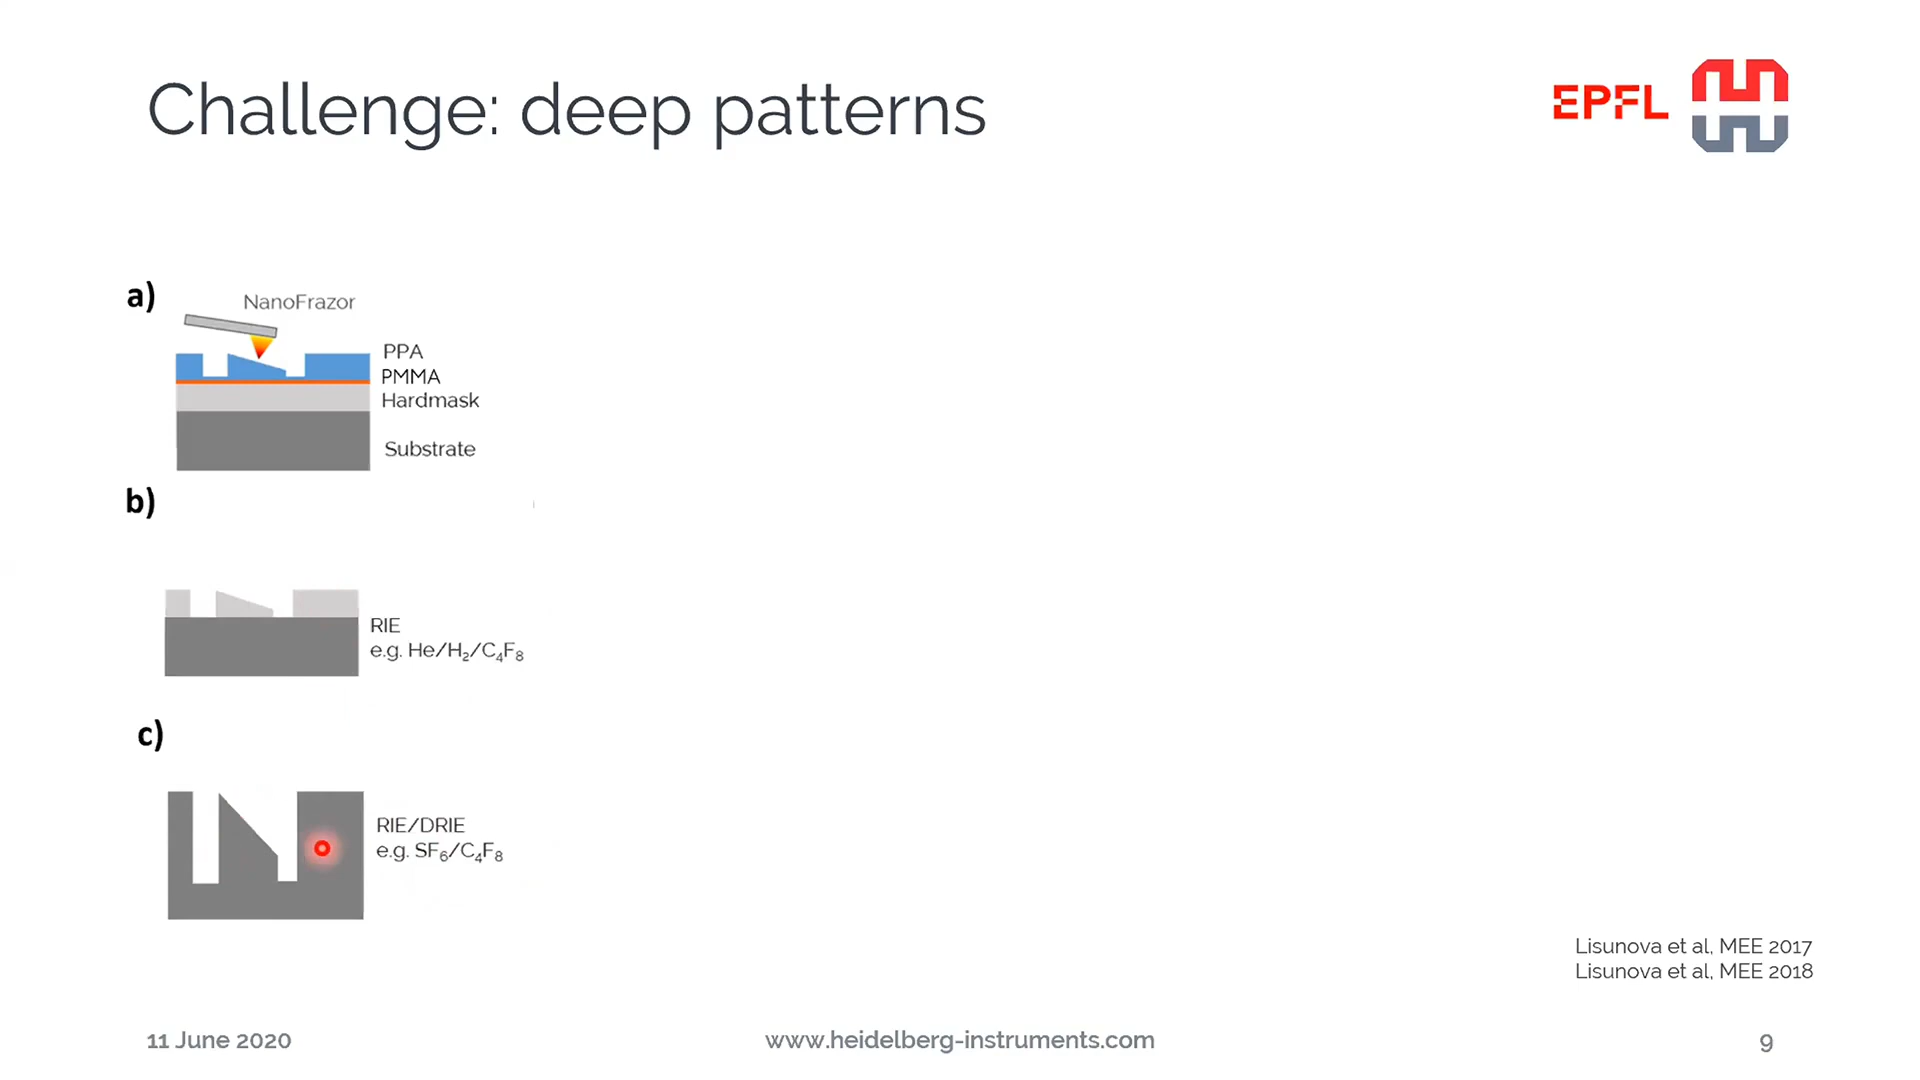 Challenge: deep patterns
EPFL
a)
NanoFrazor
PPA
PMMA
Hardmask
Substrate
b)
RIE
e.g. He/H₂/C₄F₈
c)
RIE/DRIE
e.g. SF₆/C₄F₈
Lisunova et al, MEE 2017
Lisunova et al, MEE 2018
11 June 2020
www.heidelberg-instruments.com
9